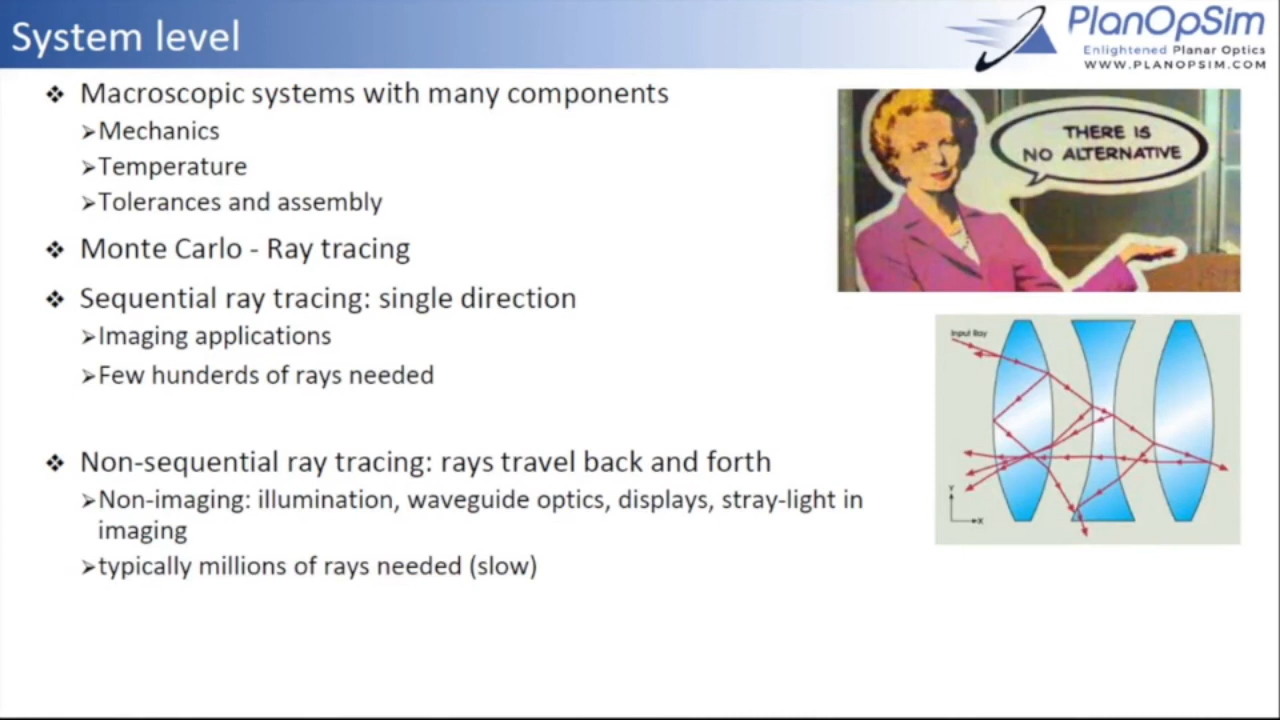 System level
PlanOpSim
Enlightened Planar Optics
WWW.PLANOPSIM.COM
❖ Macroscopic systems with many components
➢Mechanics
➢Temperature
➢Tolerances and assembly
❖ Monte Carlo - Ray tracing
❖ Sequential ray tracing: single direction
➢Imaging applications
➢Few hunderds of rays needed
❖ Non-sequential ray tracing: rays travel back and forth
➢Non-imaging: illumination, waveguide optics, displays, stray-light in
imaging
➢typically millions of rays needed (slow)
THERE IS
NO ALTERNATIVE
Input Ray
Y
X